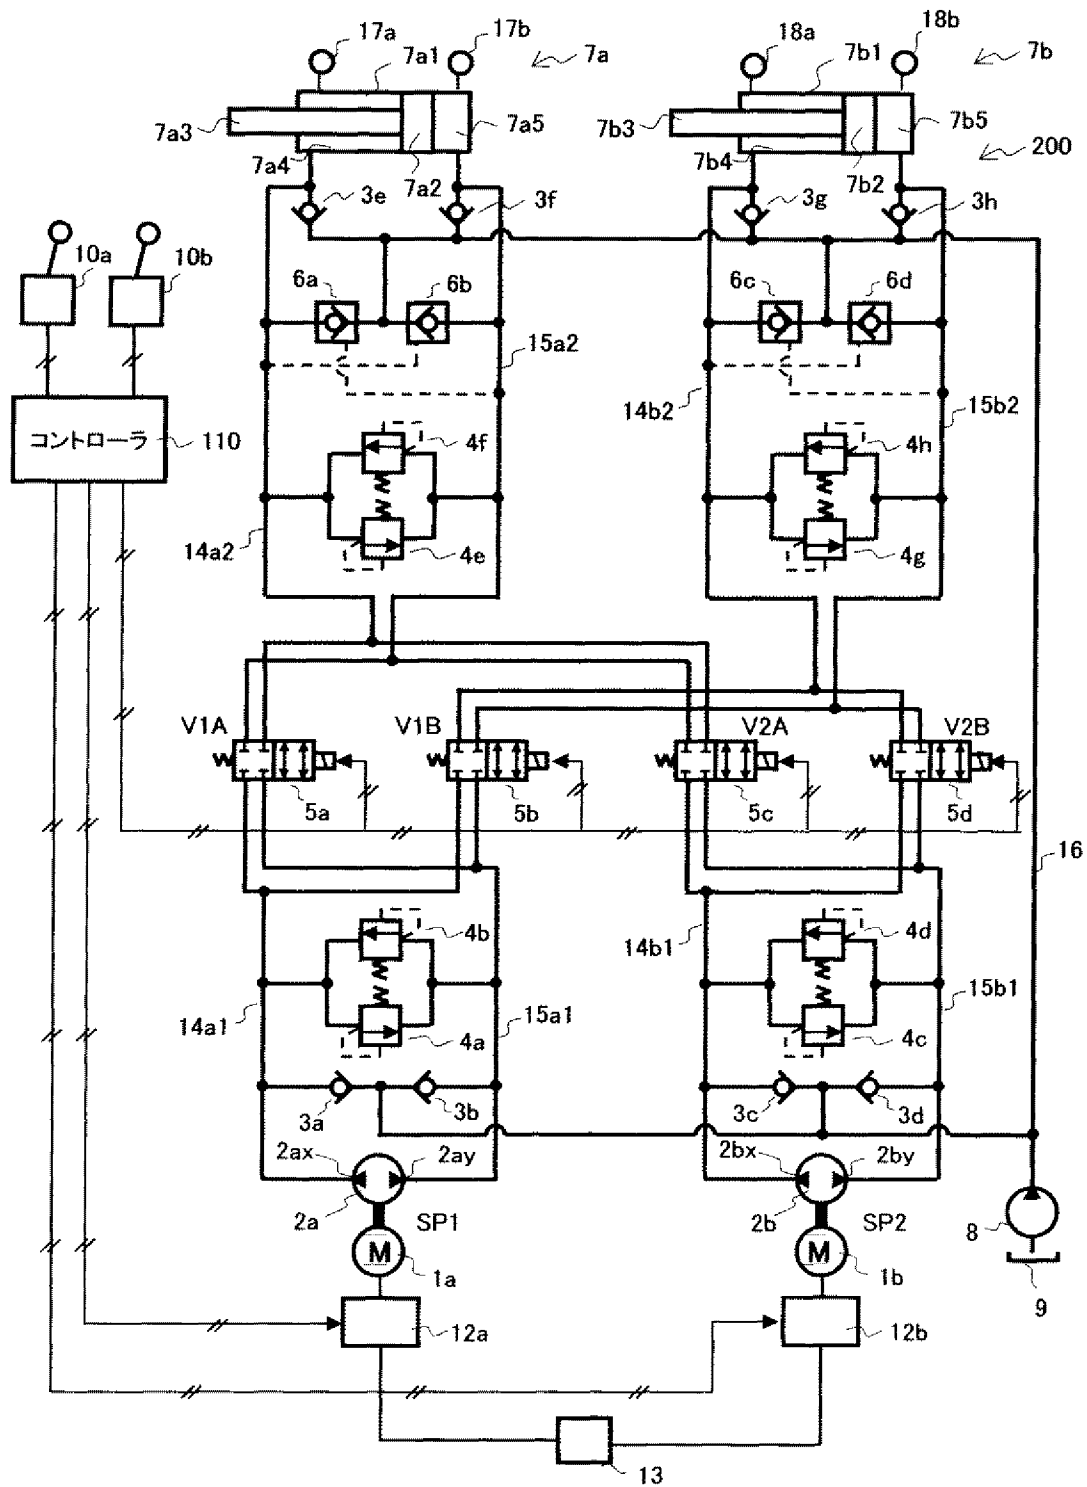 17a
17b
18a
18b
7a1
7a
7b1
7b
7a3
7a5
7b3
7b5
7a4
7a2
7b4
7b2
200
3e
3f
3g
3h
10a
10b
6a
6b
6c
6d
15a2
14b2
15b2
コントローラ
110
4f
4h
14a2
4e
4g
V1A
V1B
V2A
V2B
5a
5b
5c
5d
16
4b
4d
14b1
14a1
15a1
15b1
4a
4c
3a
3b
3c
3d
2ax
2ay
2bx
2by
2a
SP1
2b
SP2
8
M
M
1a
1b
9
12a
12b
13